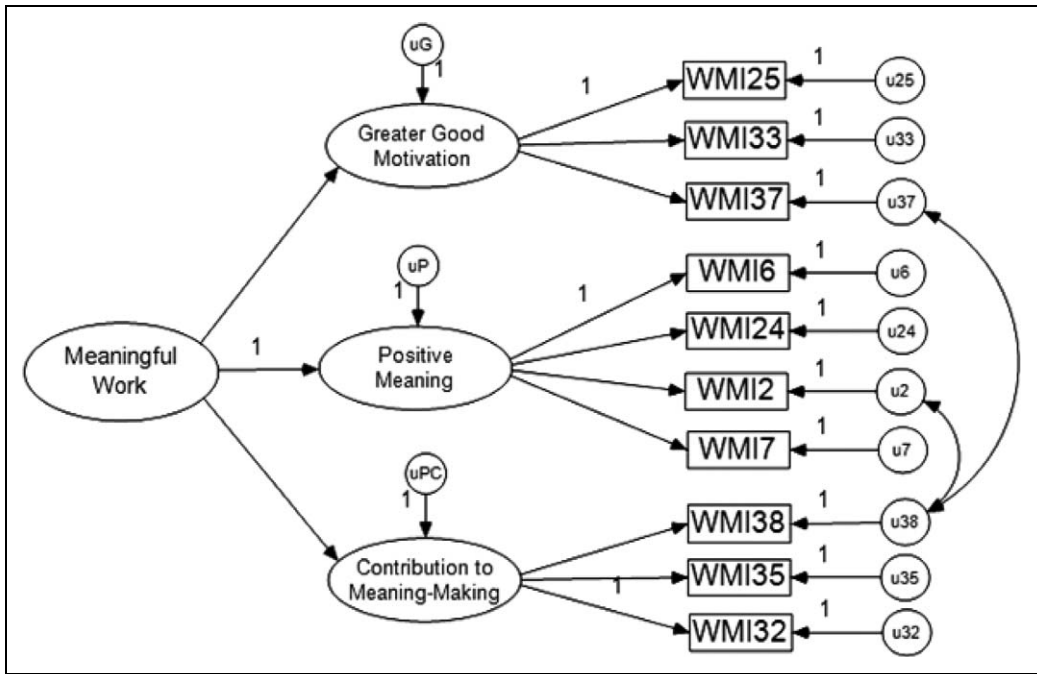 uG
1
Greater Good
Motivation
1
WMI25
1
u25
WMI33
1
u33
WMI37
1
u37
uP
1
Positive
Meaning
1
WMI6
1
u6
WMI24
1
u24
WMI2
1
u2
WMI7
1
u7
Meaningful
Work
1
uPC
1
Contribution to
Meaning-Making
1
WMI38
1
u38
WMI35
1
u35
WMI32
1
u32